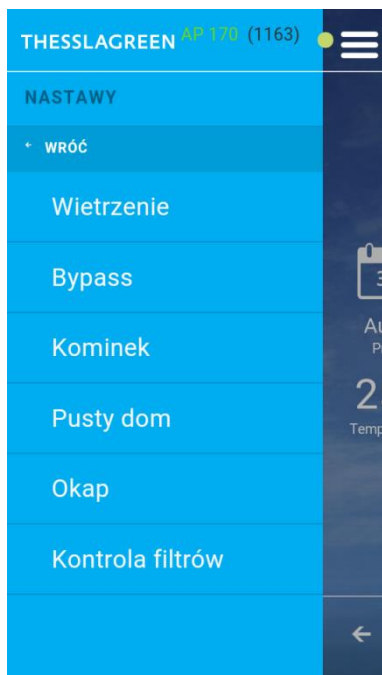 THESSLAGREEN AP 170 (1163)
NASTAWY
← WRÓĆ
Wietrzenie
Bypass
Kominek
Pusty dom
Okap
Kontrola filtrów